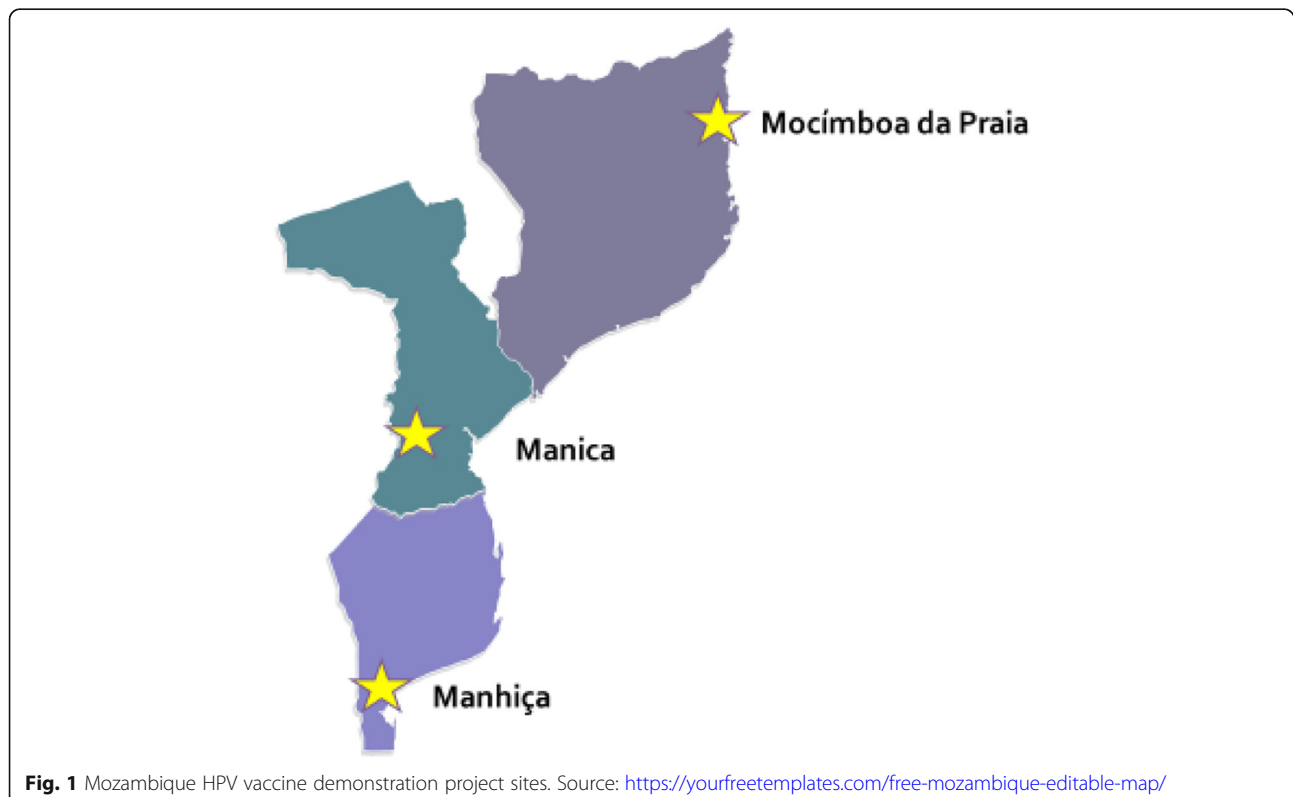 Mocímboa da Praia
Manica
Manhiça
Fig. 1 Mozambique HPV vaccine demonstration project sites. Source: https://yourfreetemplates.com/free-mozambique-editable-map/